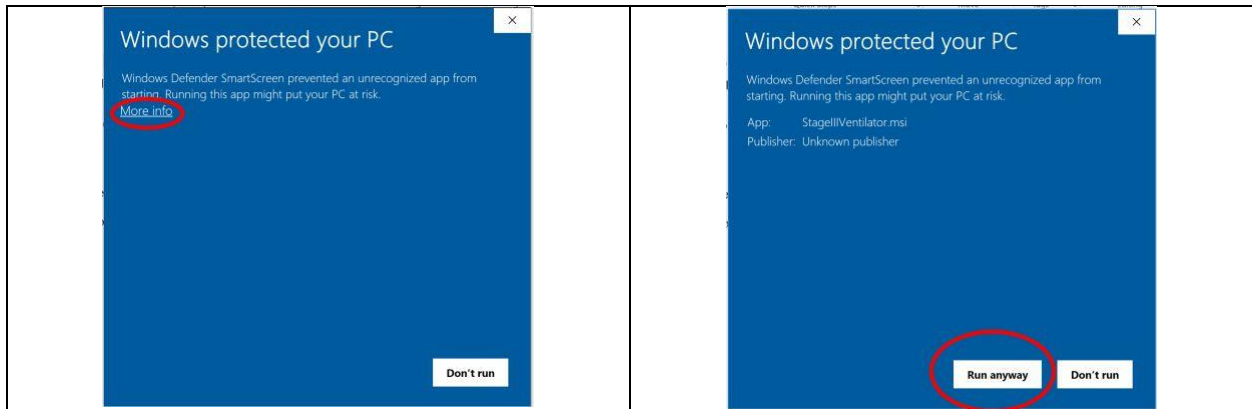 Windows protected your PC
Windows Defender SmartScreen prevented an unrecognized app from
starting. Running this app might put your PC at risk.
More info
Don't run
Windows protected your PC
Windows Defender SmartScreen prevented an unrecognized app from
starting. Running this app might put your PC at risk.
App: StageIIIVentilator.msi
Publisher: Unknown publisher
Run anyway Don't run